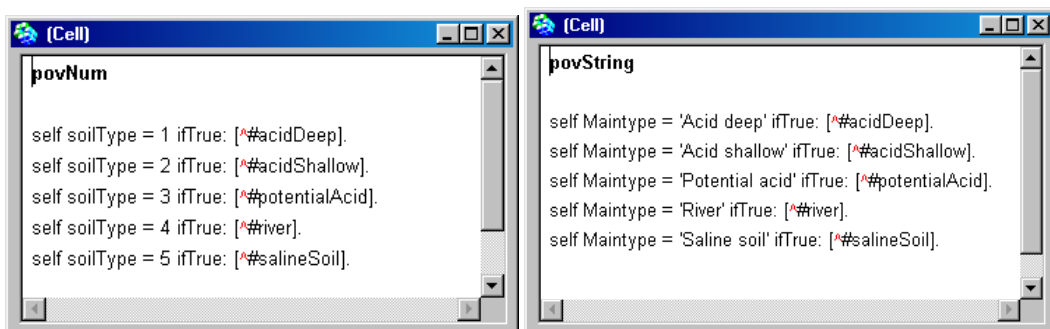 (Cell)
povNum
self soilType = 1 ifTrue: [^#acidDeep].
self soilType = 2 ifTrue: [^#acidShallow].
self soilType = 3 ifTrue: [^#potentialAcid].
self soilType = 4 ifTrue: [^#river].
self soilType = 5 ifTrue: [^#salineSoil].
(Cell)
povString
self Maintype = 'Acid deep' ifTrue: [^#acidDeep].
self Maintype = 'Acid shallow' ifTrue: [^#acidShallow].
self Maintype = 'Potential acid' ifTrue: [^#potentialAcid].
self Maintype = 'River' ifTrue: [^#river].
self Maintype = 'Saline soil' ifTrue: [^#salineSoil].